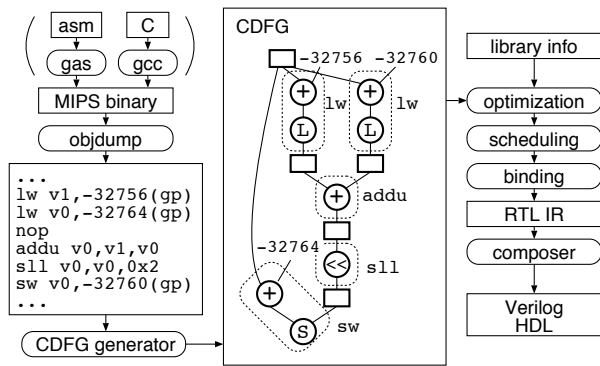 asm
C
gas
gcc
MIPS binary
objdump
...
lw v1,-32756(gp)
lw v0,-32764(gp)
nop
addu v0,v1,v0
sll v0,v0,0x2
sw v0,-32760(gp)
...
CDFG generator
CDFG
-32756
-32760
+
+
lw
lw
L
L
+
addu
-32764
<<
sll
+
S
sw
library info
optimization
scheduling
binding
RTL IR
composer
Verilog
HDL